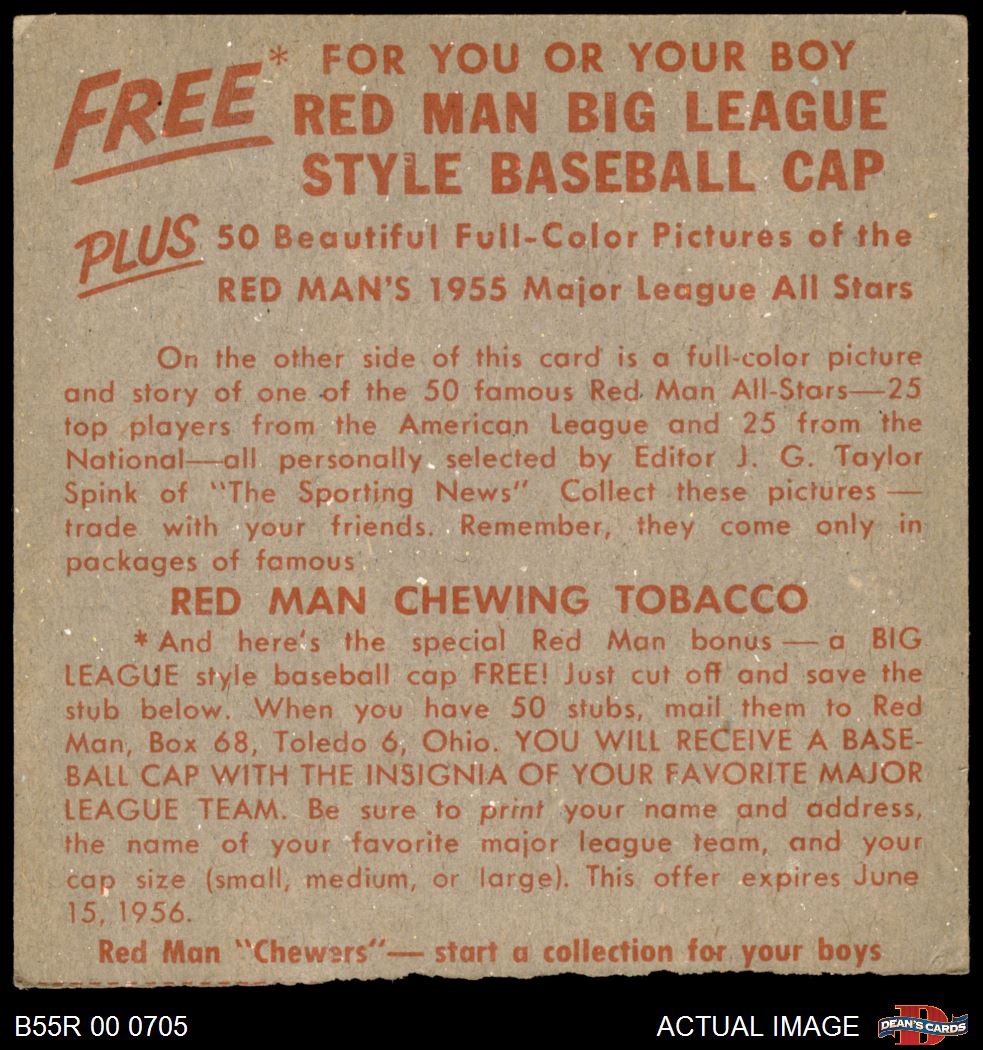 FREE* FOR YOU OR YOUR BOY
RED MAN BIG LEAGUE
STYLE BASEBALL CAP
PLUS 50 Beautiful Full-Color Pictures of the
RED MAN'S 1955 Major League All Stars
On the other side of this card is a full-color picture
and story of one of the 50 famous Red Man All-Stars—25
top players from the American League and 25 from the
National—all personally selected by Editor J. G. Taylor
Spink of "The Sporting News" Collect these pictures —
trade with your friends. Remember, they come only in
packages of famous
RED MAN CHEWING TOBACCO
* And here's the special Red Man bonus — a BIG
LEAGUE style baseball cap FREE! Just cut off and save the
stub below. When you have 50 stubs, mail them to Red
Man, Box 68, Toledo 6, Ohio. YOU WILL RECEIVE A BASE-
BALL CAP WITH THE INSIGNIA OF YOUR FAVORITE MAJOR
LEAGUE TEAM. Be sure to print your name and address,
the name of your favorite major league team, and your
cap size (small, medium, or large). This offer expires June
15, 1956.
Red Man "Chewers"— start a collection for your boys
B55R 00 0705
ACTUAL IMAGE
DEAN'S CARDS